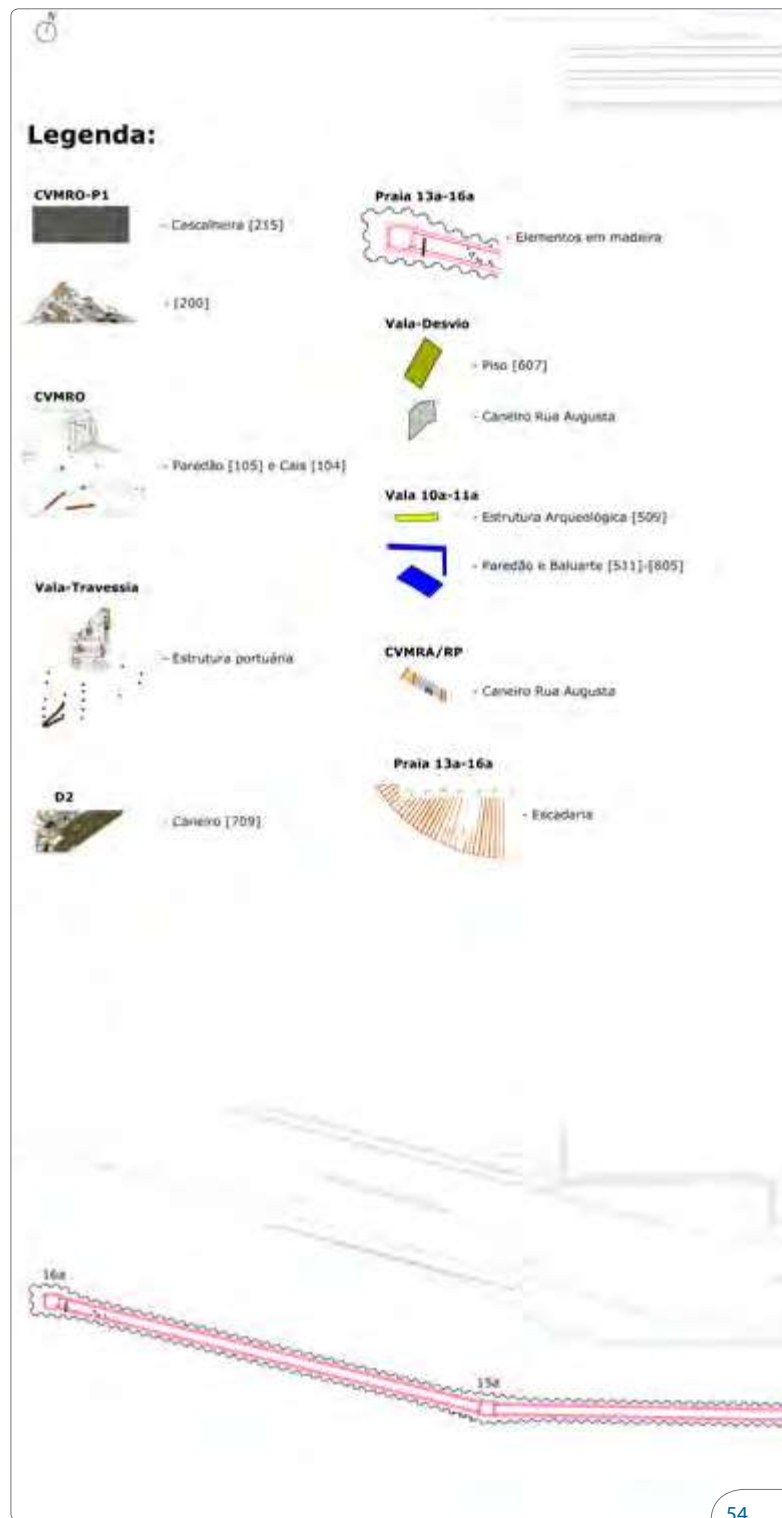 N
Legenda:
CVMRO-P1
- Cascalheira [215]
- [200]
CVMRO
- Paredão [105] e Cais [104]
Vala-Travessia
- Estrutura portuária
D2
- Caneiro [709]
Praia 13a-16a
- Elementos em madeira
Vala-Desvio
- Piso [607]
- Caneiro Rua Augusta
Vala 10a-11a
- Estrutura Arqueológica [509]
- Paredão e Baluarte [511]-[805]
CVMRA/RP
- Caneiro Rua Augusta
Praia 13a-16a
- Escadaria
16a
15a
54